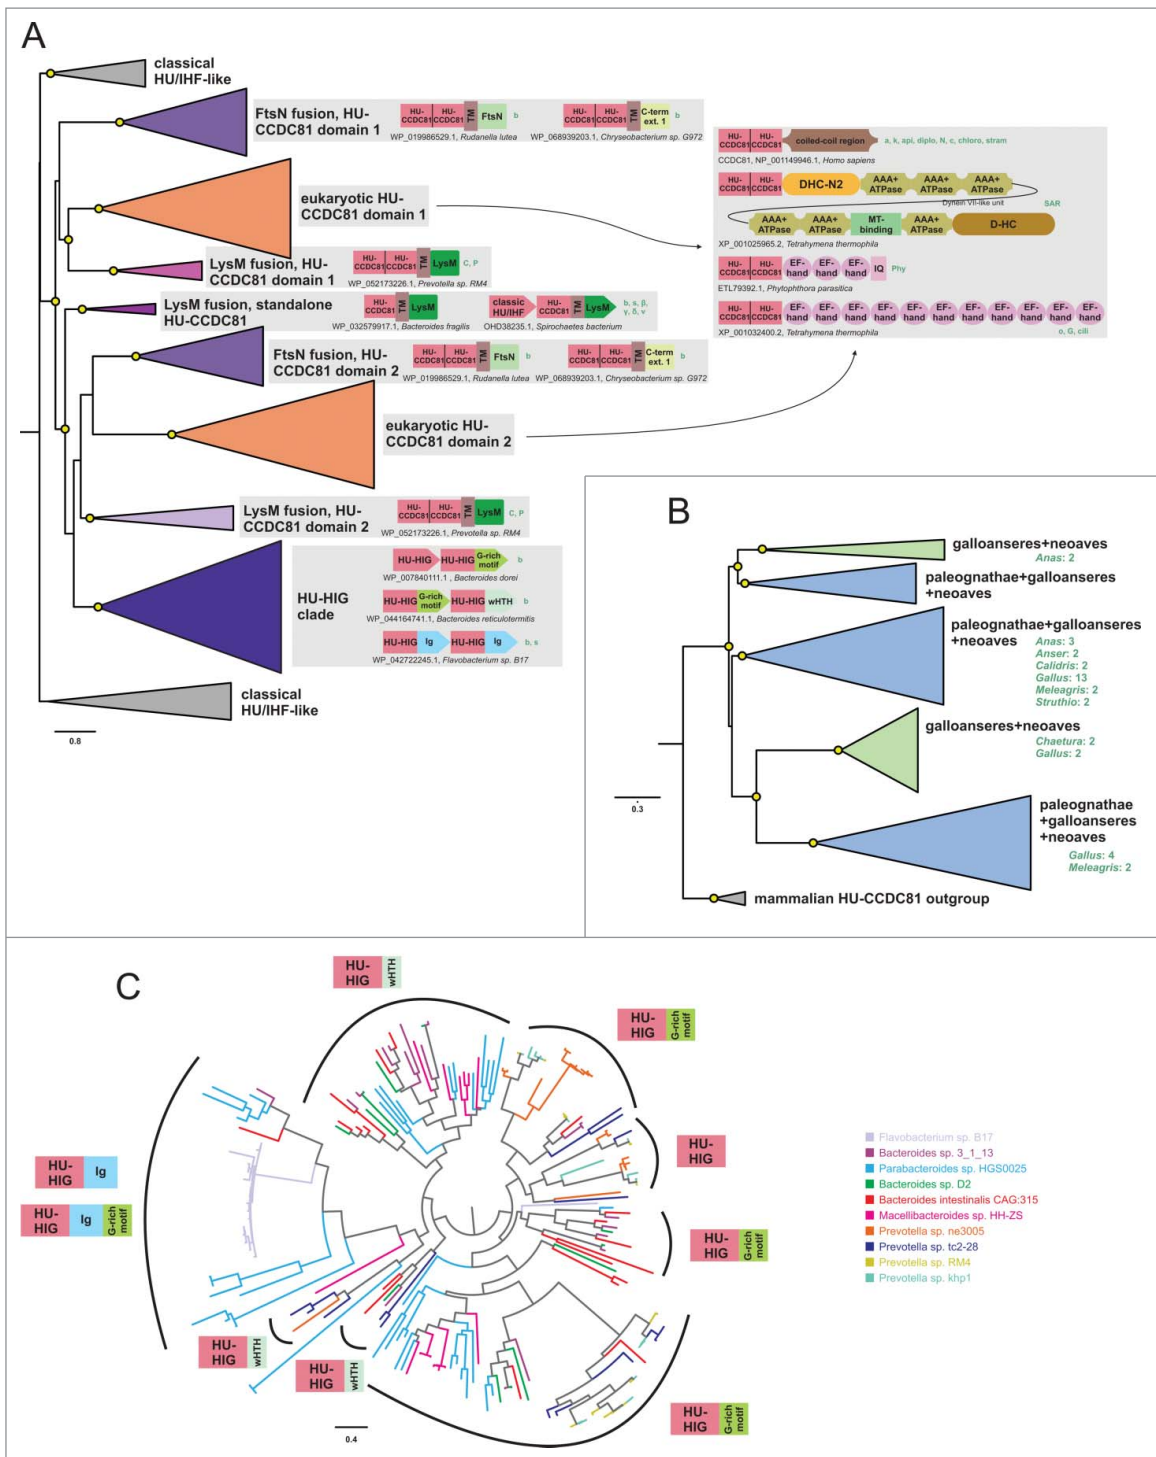 A
classical
HU/IHF-like
FtsN fusion, HU-
CCDC81 domain 1
HU-
CCDC81
HU-
CCDC81
TM
FtsN
b
WP_019986529.1, Rudanella lutea
HU-
CCDC81
HU-
CCDC81
TM
C-term
ext. 1
b
WP_068939203.1, Chryseobacterium sp. G972
eukaryotic HU-
CCDC81 domain 1
LysM fusion, HU-
CCDC81 domain 1
HU-
CCDC81
HU-
CCDC81
TM
LysM
C, P
WP_052173226.1, Prevotella sp. RM4
LysM fusion, standalone
HU-CCDC81
HU-
CCDC81
TM
LysM
WP_032579917.1, Bacteroides fragilis
classic
HU/IHF
HU-
CCDC81
TM
LysM
b, s, β,
γ, δ, v
OHD38235.1, Spirochaetes bacterium
FtsN fusion, HU-
CCDC81 domain 2
HU-
CCDC81
HU-
CCDC81
TM
FtsN
b
WP_019986529.1, Rudanella lutea
HU-
CCDC81
HU-
CCDC81
TM
C-term
ext. 1
b
WP_068939203.1, Chryseobacterium sp. G972
eukaryotic HU-
CCDC81 domain 2
LysM fusion, HU-
CCDC81 domain 2
HU-
CCDC81
HU-
CCDC81
TM
LysM
C, P
WP_052173226.1, Prevotella sp. RM4
HU-HIG
clade
HU-HIG
HU-HIG
G-rich
motif
b
WP_007840111.1 , Bacteroides dorei
HU-HIG
G-rich
motif
HU-HIG
wHTH
b
WP_044164741.1, Bacteroides reticulotermitis
HU-HIG
Ig
HU-HIG
Ig
b, s
WP_042722245.1, Flavobacterium sp. B17
classical
HU/IHF-like
0.8
HU-
CCDC81
HU-
CCDC81
coiled-coil region
a, k, api, diplo, N, c, chloro, stram
CCDC81, NP_001149946.1, Homo sapiens
HU-
CCDC81
HU-
CCDC81
DHC-N2
AAA+
ATPase
AAA+
ATPase
AAA+
ATPase
Dynein VII-like unit
SAR
AAA+
ATPase
AAA+
ATPase
MT-
binding
AAA+
ATPase
D-HC
XP_001025965.2, Tetrahymena thermophila
HU-
CCDC81
HU-
CCDC81
EF-
hand
EF-
hand
EF-
hand
IQ
Phy
ETL79392.1, Phytophthora parasitica
HU-
CCDC81
HU-
CCDC81
EF-
hand
EF-
hand
EF-
hand
EF-
hand
EF-
hand
EF-
hand
EF-
hand
EF-
hand
EF-
hand
EF-
hand
XP_001032400.2, Tetrahymena thermophila
o, G, cili
B
galloanseres+neoaves
Anas: 2
paleognathae+galloanseres
+neoaves
paleognathae+galloanseres
+neoaves
Anas: 3
Anser: 2
Calidris: 2
Gallus: 13
Meleagris: 2
Struthio: 2
galloanseres+neoaves
Chaetura: 2
Gallus: 2
0.3
paleognathae
+galloanseres
+neoaves
Gallus: 4
Meleagris: 2
mammalian HU-CCDC81 outgroup
C
HU-
HIG
wHTH
HU-
HIG
G-rich
motif
HU-
HIG
HU-
HIG
G-rich
motif
HU-
HIG
G-rich
motif
HU-
HIG
Ig
HU-
HIG
Ig
G-rich
motif
HU-
HIG
wHTH
HU-
HIG
wHTH
0.4
Flavobacterium sp. B17
Bacteroides sp. 3_1_13
Parabacteroides sp. HGS0025
Bacteroides sp. D2
Bacteroides intestinalis CAG:315
Macellibacteroides sp. HH-ZS
Prevotella sp. ne3005
Prevotella sp. tc2-28
Prevotella sp. RM4
Prevotella sp. khp1